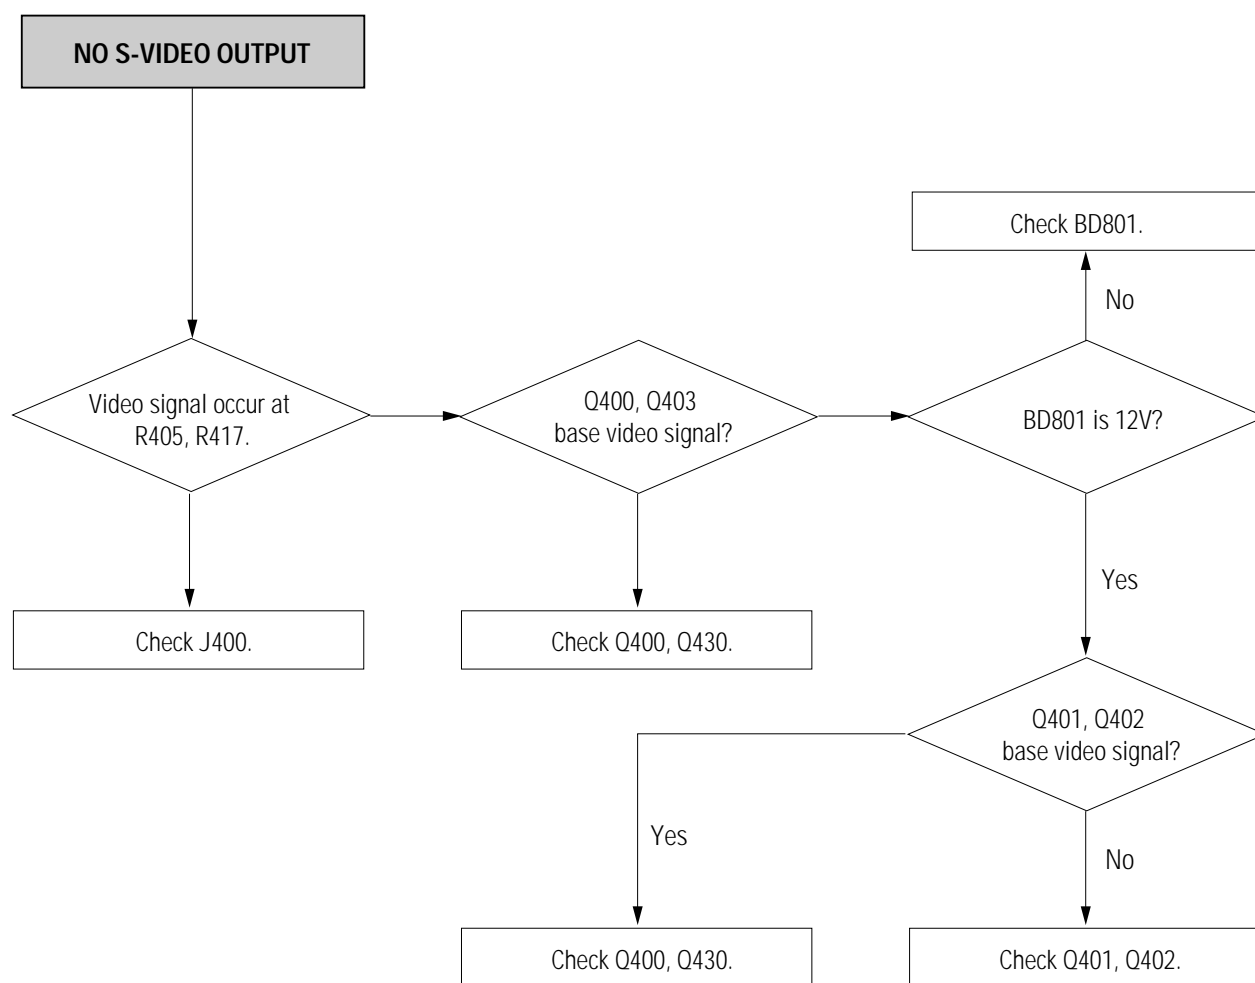 NO S-VIDEO OUTPUT
Check BD801.
No
Video signal occur at
R405, R417.
Q400, Q403
base video signal?
BD801 is 12V?
Yes
Check J400.
Check Q400, Q430.
Q401, Q402
base video signal?
Yes
No
Check Q400, Q430.
Check Q401, Q402.